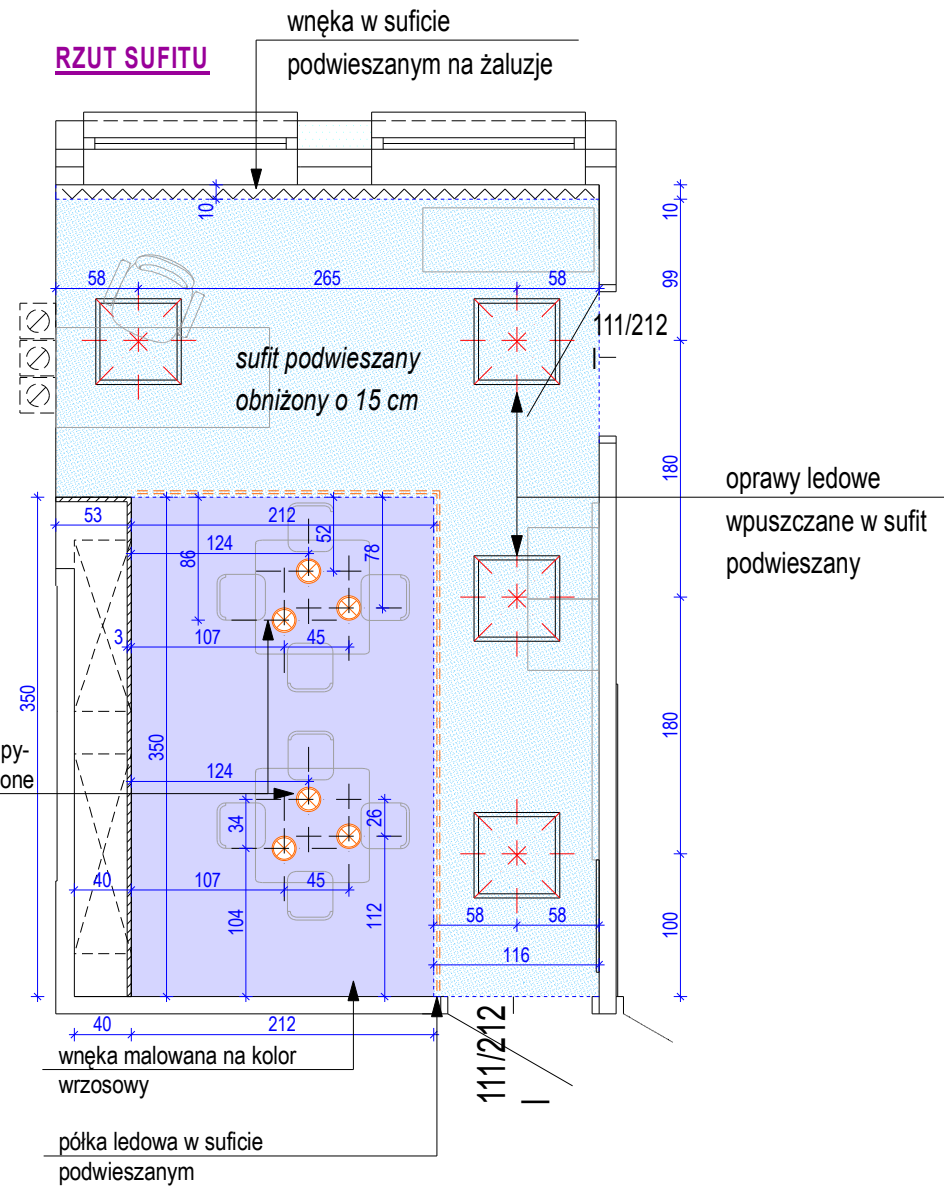 wnęka w suficie
RZUT SUFITU
podwieszanym na żaluzje
10
10
58
265
58
99
111/212
sufit podwieszany
obniżony o 15 cm
180
oprawy ledowe
wpuszczane w sufit
podwieszany
53
212
52
124
86
78
3
107
45
350
350
180
py-
one
124
34
26
40
107
45
104
112
58
58
100
116
40
212
111/212
wnęka malowana na kolor
wrzosowy
półka ledowa w suficie
podwieszanym